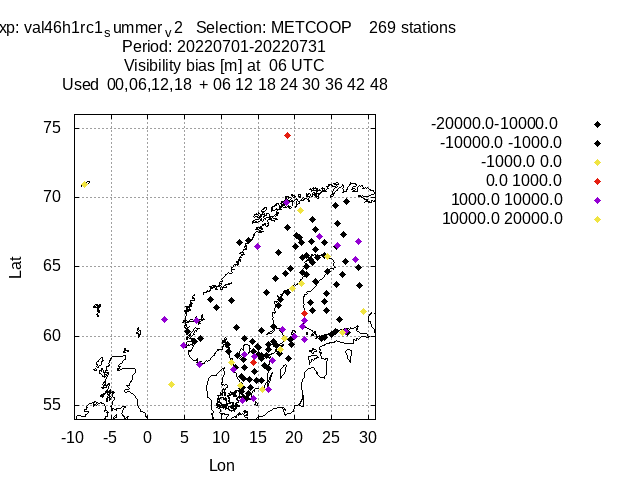 xp: val46h1rc1summerv2 Selection: METCOOP 269 stations
Period: 20220701-20220731
Visibility bias [m] at 06 UTC
Used 00,06,12,18 + 06 12 18 24 30 36 42 48
-20000.0-10000.0
-10000.0 -1000.0
-1000.0 0.0
0.0 1000.0
1000.0 10000.0
10000.0 20000.0
75
70
65
60
55
Lat
-10 -5 0 5 10 15 20 25 30
Lon